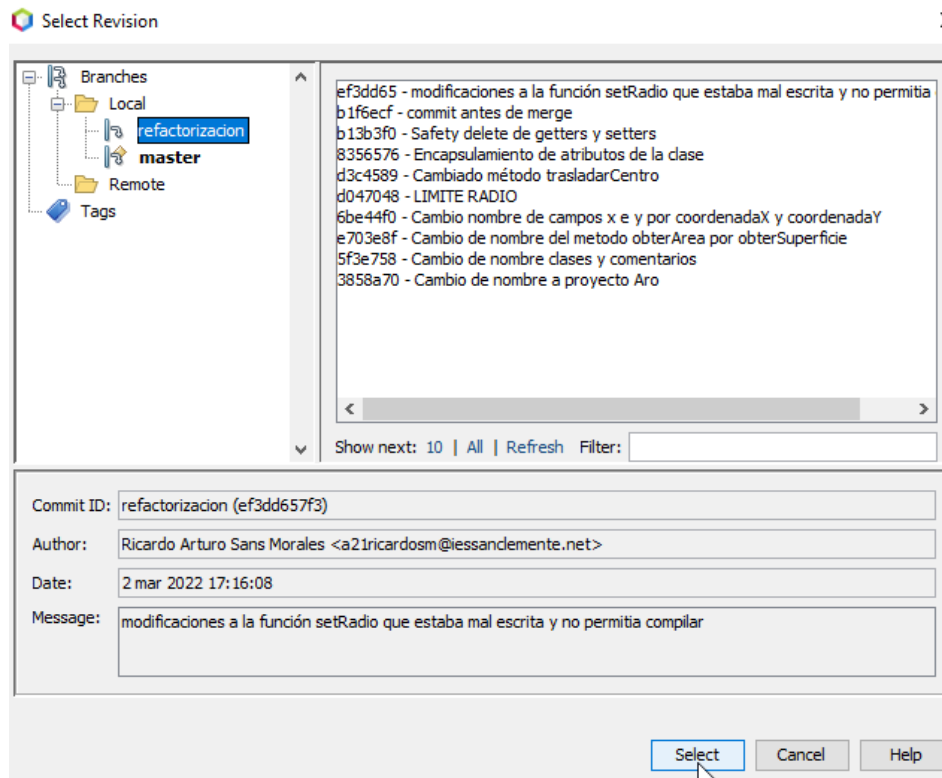 Select Revision
Branches
Local
refactorizacion
master
Remote
Tags
ef3dd65 - modificaciones a la función setRadio que estaba mal escrita y no permitia
b1f6ecf - commit antes de merge
b13b3f0 - Safety delete de getters y setters
8356576 - Encapsulamiento de atributos de la clase
d3c4589 - Cambiado método trasladarCentro
d047048 - LIMITE RADIO
6be44f0 - Cambio nombre de campos x e y por coordenadaX y coordenadaY
e703e8f - Cambio de nombre del metodo obterArea por obterSuperficie
5f3e758 - Cambio de nombre clases y comentarios
3858a70 - Cambio de nombre a proyecto Aro
Show next: 10 | All | Refresh Filter:
Commit ID: refactorizacion (ef3dd657f3)
Author: Ricardo Arturo Sans Morales <a21ricardosm@iessanclemente.net>
Date: 2 mar 2022 17:16:08
Message: modificaciones a la función setRadio que estaba mal escrita y no permitia compilar
Select Cancel Help